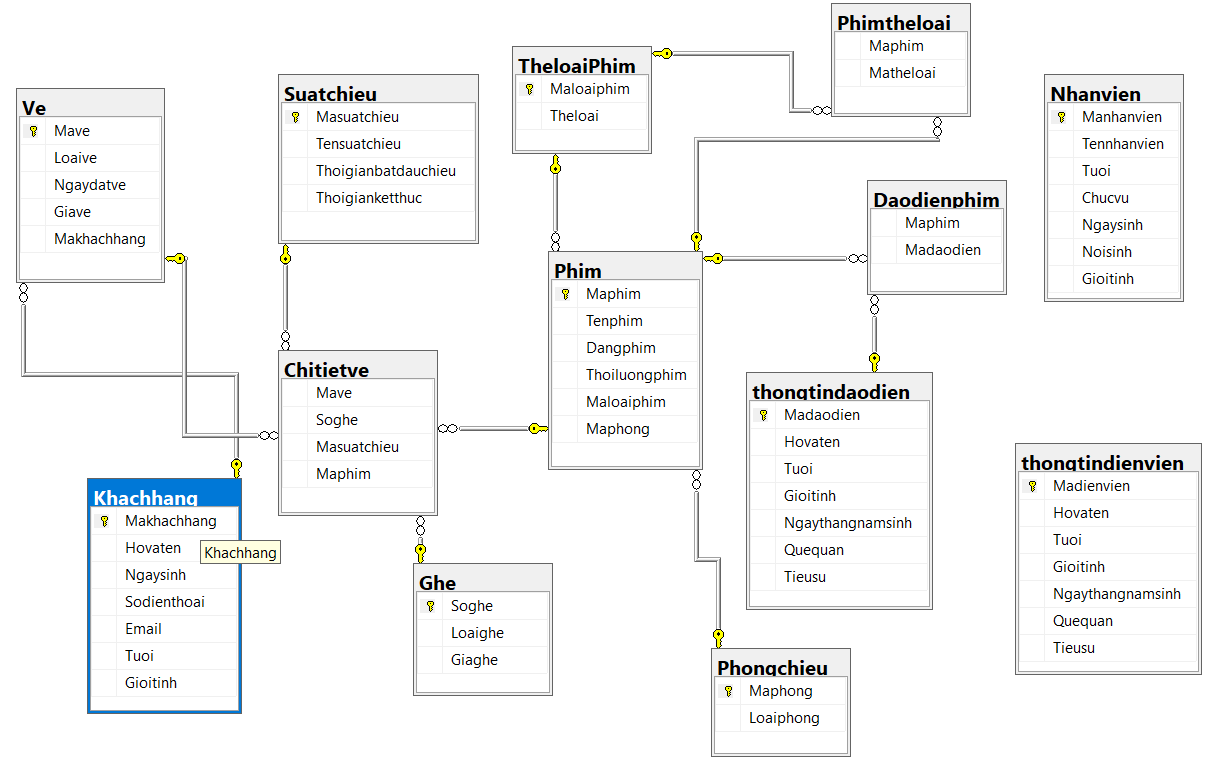 Ve
Mave
Loaive
Ngaydatve
Giave
Makhachhang
Suatchieu
Masuatchieu
Tensuatchieu
Thoigianbatdauchieu
Thoigianketthuc
TheloaiPhim
Maloaiphim
Theloai
Phimtheloai
Maphim
Matheloai
Nhanvien
Manhanvien
Tennhanvien
Tuoi
Chucvu
Ngaysinh
Noisinh
Gioitinh
Daodienphim
Maphim
Madaodien
Phim
Maphim
Tenphim
Dangphim
Thoiluongphim
Maloaiphim
Maphong
Chitietve
Mave
Soghe
Masuatchieu
Maphim
thongtindaodien
Madaodien
Hovaten
Tuoi
Gioitinh
Ngaythangnamsinh
Quequan
Tieusu
thongtindienvien
Madienvien
Hovaten
Tuoi
Gioitinh
Ngaythangnamsinh
Quequan
Tieusu
Khachhang
Makhachhang
Hovaten
Ngaysinh
Sodienthoai
Email
Tuoi
Gioitinh
Khachhang
Ghe
Soghe
Loaighe
Giaghe
Phongchieu
Maphong
Loaiphong